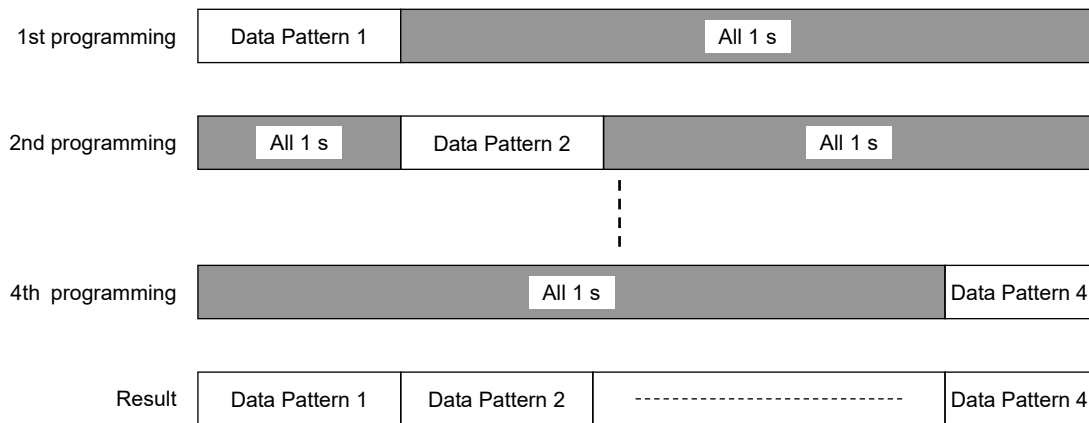 1st programming Data Pattern 1 All 1 s
2nd programming All 1 s Data Pattern 2 All 1 s
4th programming All 1 s Data Pattern 4
Result Data Pattern 1 Data Pattern 2 Data Pattern 4